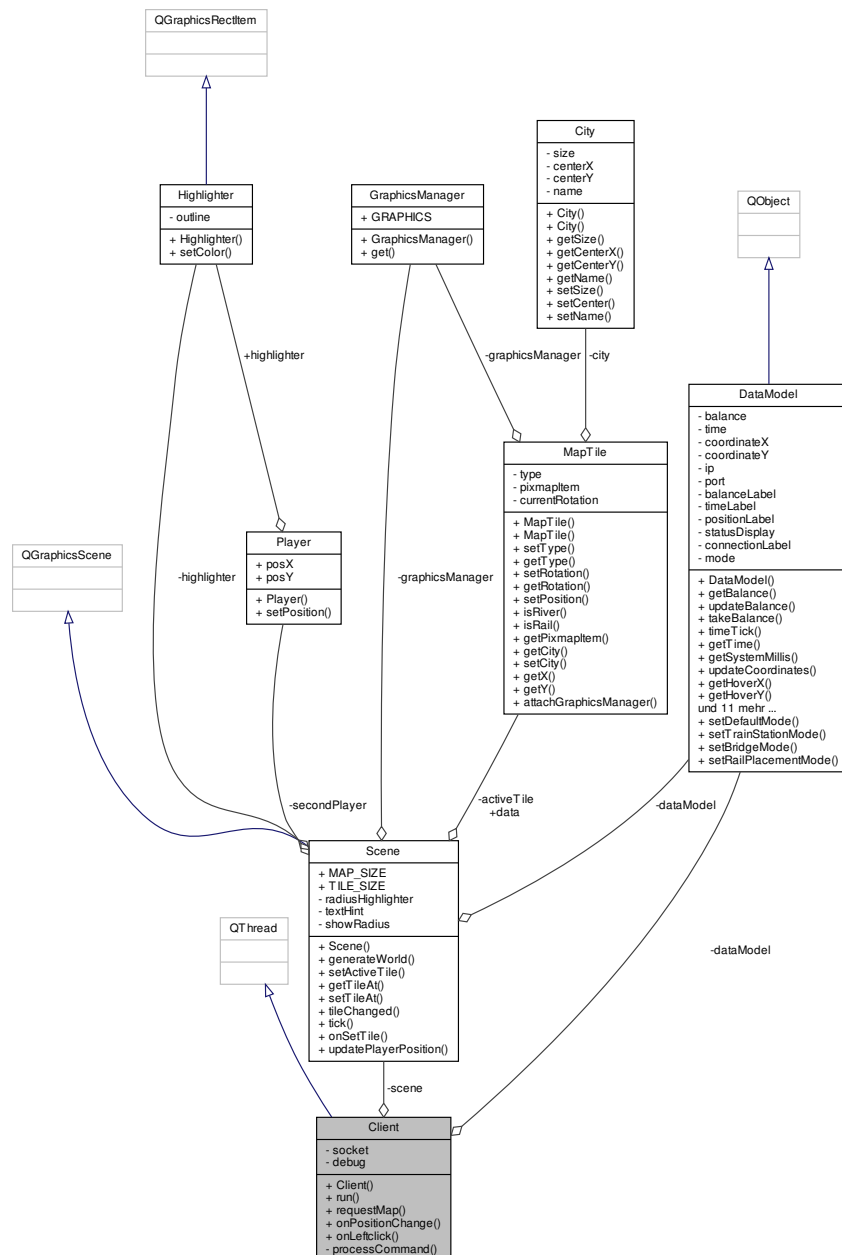 QGraphicsRectItem
City
- size
- centerX
- centerY
- name
+ City()
+ City()
+ getSize()
+ getCenterX()
+ getCenterY()
+ getName()
+ setSize()
+ setCenter()
+ setName()
Highlighter
- outline
+ Highlighter()
+ setColor()
GraphicsManager
+ GRAPHICS
+ GraphicsManager()
+ get()
QObject
+highlighter
-graphicsManager
-city
DataModel
- balance
- time
- coordinateX
- coordinateY
- ip
- port
- balanceLabel
- timeLabel
- positionLabel
- statusDisplay
- connectionLabel
- mode
+ DataModel()
+ getBalance()
+ updateBalance()
+ takeBalance()
+ timeTick()
+ getTime()
+ getSystemMillis()
+ updateCoordinates()
+ getHoverX()
+ getHoverY()
und 11 mehr ...
+ setDefaultMode()
+ setTrainStationMode()
+ setBridgeMode()
+ setRailPlacementMode()
MapTile
- type
- pixmapItem
- currentRotation
+ MapTile()
+ MapTile()
+ setType()
+ getType()
+ setRotation()
+ getRotation()
+ setPosition()
+ isRiver()
+ isRail()
+ getPixmapItem()
+ getCity()
+ setCity()
+ getX()
+ getY()
+ attachGraphicsManager()
Player
+ posX
+ posY
+ Player()
+ setPosition()
QGraphicsScene
-highlighter
-graphicsManager
-secondPlayer
-activeTile
+data
-dataModel
Scene
+ MAP_SIZE
+ TILE_SIZE
- radiusHighlighter
- textHint
- showRadius
+ Scene()
+ generateWorld()
+ setActiveTile()
+ getTileAt()
+ setTileAt()
+ tileChanged()
+ tick()
+ onSetTile()
+ updatePlayerPosition()
QThread
-dataModel
-scene
Client
- socket
- debug
+ Client()
+ run()
+ requestMap()
+ onPositionChange()
+ onLeftclick()
- processCommand()